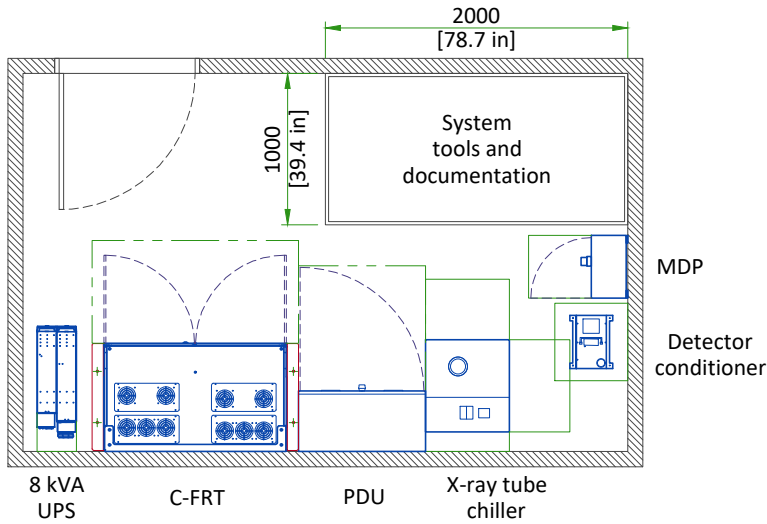 2000
[78.7 in]
1000
[39.4 in]
System
tools and
documentation
MDP
Detector
conditioner
8 kVA
UPS
C-FRT
PDU
X-ray tube
chiller